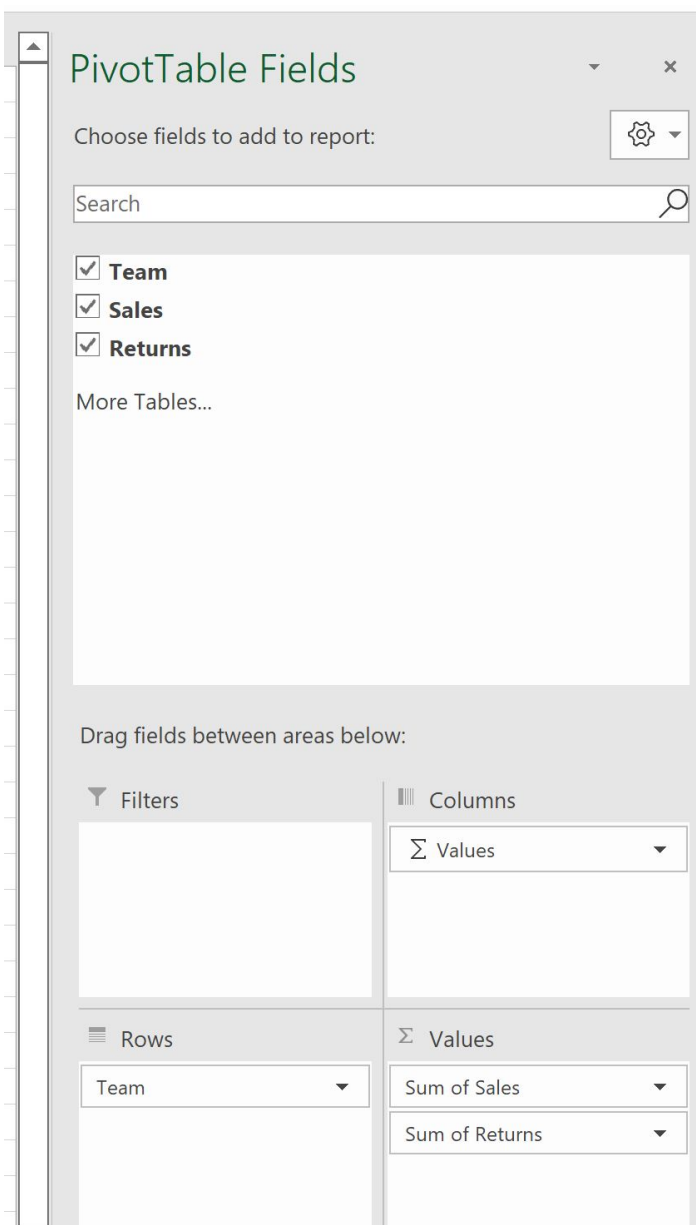 PivotTable Fields
Choose fields to add to report:
Search
Team
Sales
Returns
More Tables...
Drag fields between areas below:
Filters
Columns
Σ Values
Rows
Σ Values
Team
Sum of Sales
Sum of Returns